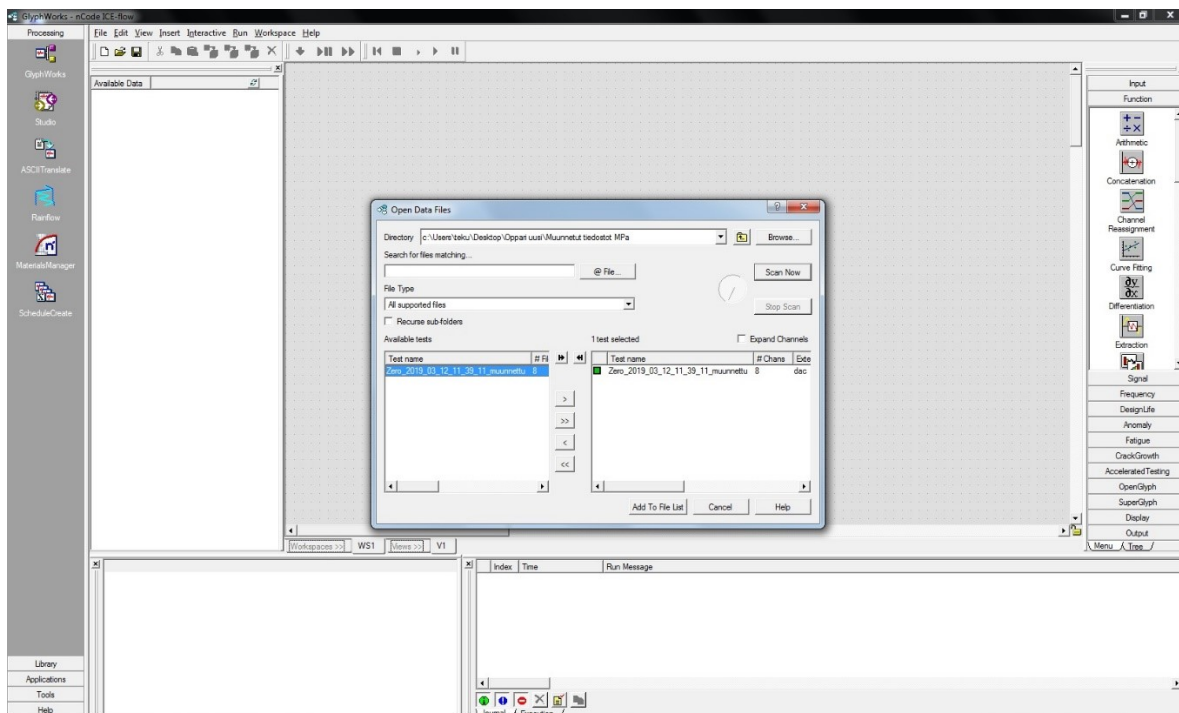 GlyphWorks - nCode ICE-flow
Processing
File Edit View Insert Interactive Run Workspace Help
GlyphWorks
Studio
ASCIITranslate
Rainflow
MaterialsManager
ScheduleCreate
Library
Applications
Tools
Help
Available Data
Open Data Files
Directory c:\Users\teku\Desktop\Oppari uusi\Muunnetut tiedostot MPa Browse...
Search for files matching...
@ File... Scan Now
File Type
All supported files Stop Scan
Recurse sub-folders
Available tests 1 test selected Expand Channels
Test name # Fil Test name # Chans Exte
Zero_2019_03_12_11_39_11_muunnettu 8 Zero_2019_03_12_11_39_11_muunnettu 8 dac
>
>>
<
<<
Add To File List Cancel Help
Workspaces >> WS1 Views >> V1
Input
Function
Arithmetic
Concatenation
Channel
Reassignment
Curve Fitting
Differentiation
Extraction
Signal
Frequency
DesignLife
Anomaly
Fatigue
CrackGrowth
AcceleratedTesting
OpenGlyph
SuperGlyph
Display
Output
Menu Tree
Index Time Run Message
Journal Execution